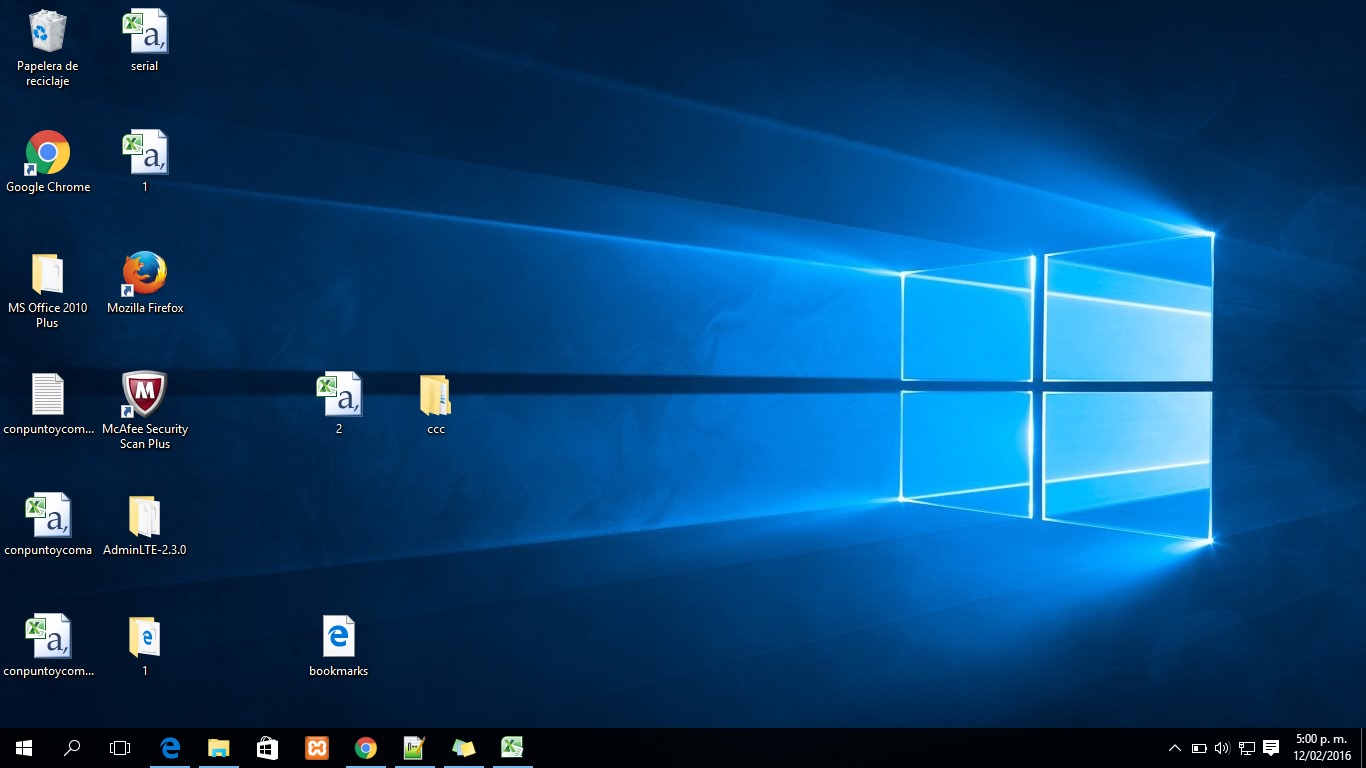 Papelera de
reciclaje
serial
Google Chrome
1
MS Office 2010
Plus
Mozilla Firefox
conpuntoycom...
McAfee Security
Scan Plus
2
ccc
conpuntoycoma
AdminLTE-2.3.0
conpuntoycom...
1
bookmarks
5:00 p. m.
12/02/2016